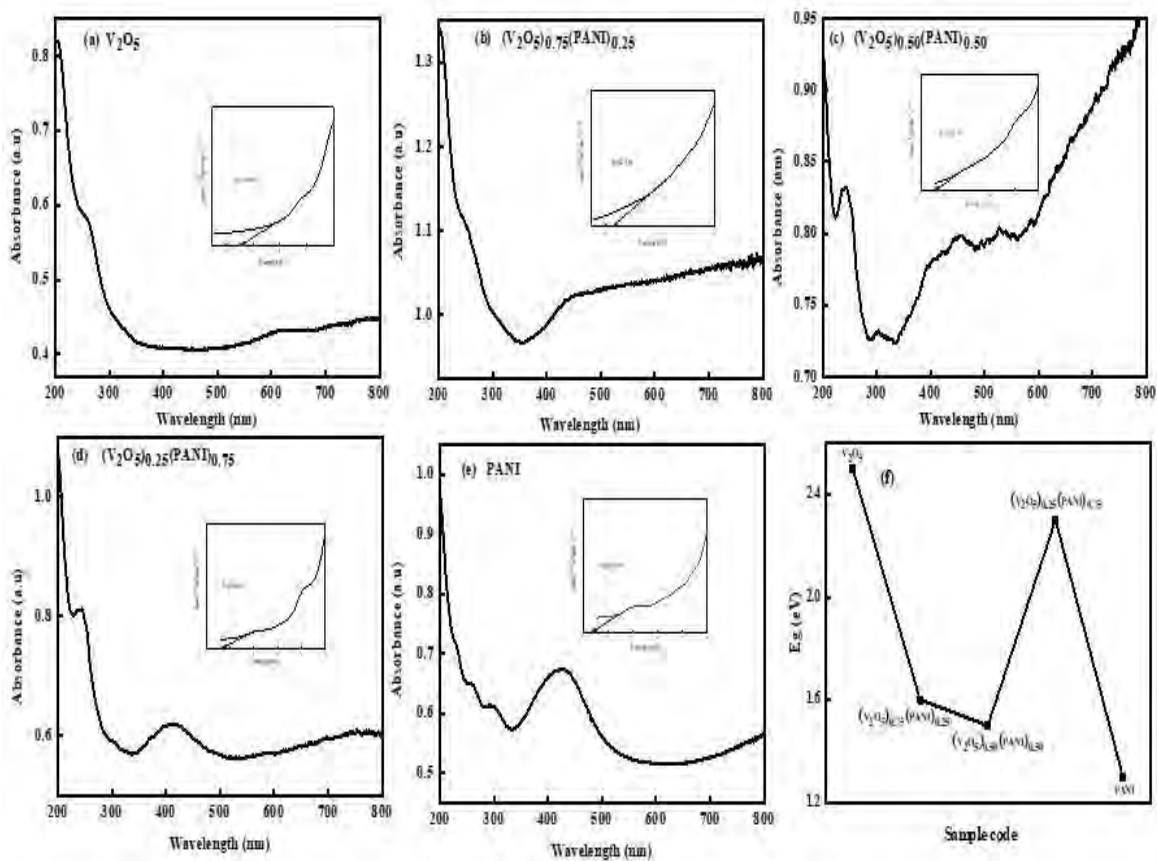 (a) V₂O₅
0.8
0.7
0.6
0.5
0.4
Absorbance (a.u)
200 300 400 500 600 700 800
Wavelength (nm)
(b) (V₂O₅)0.75(PANI)0.25
1.3
1.2
1.1
1.0
Absorbance (a.u)
200 300 400 500 600 700 800
Wavelength (nm)
(c) (V₂O₅)0.50(PANI)0.50
0.95
0.90
0.85
0.80
0.75
0.70
Absorbance (nm)
200 300 400 500 600 700 800
Wavelength (nm)
(d) (V₂O₅)0.25(PANI)0.75
1.0
0.8
0.6
Absorbance (a.u)
200 300 400 500 600 700 800
Wavelength (nm)
(e) PANI
1.0
0.9
0.8
0.7
0.6
0.5
Absorbance (a.u)
200 300 400 500 600 700 800
Wavelength (nm)
(f)
2.4
2.0
1.6
1.2
Eg (eV)
V₂O₅
(V₂O₅)0.75(PANI)0.25
(V₂O₅)0.50(PANI)0.50
(V₂O₅)0.25(PANI)0.75
PANI
Sample code